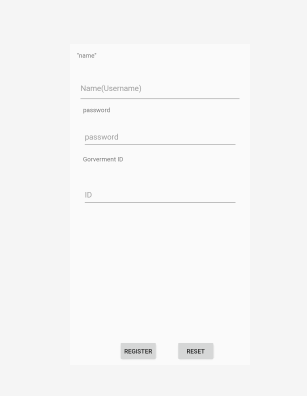 "name"
Name(Username)
password
password
Gorverment ID
ID
REGISTER
RESET